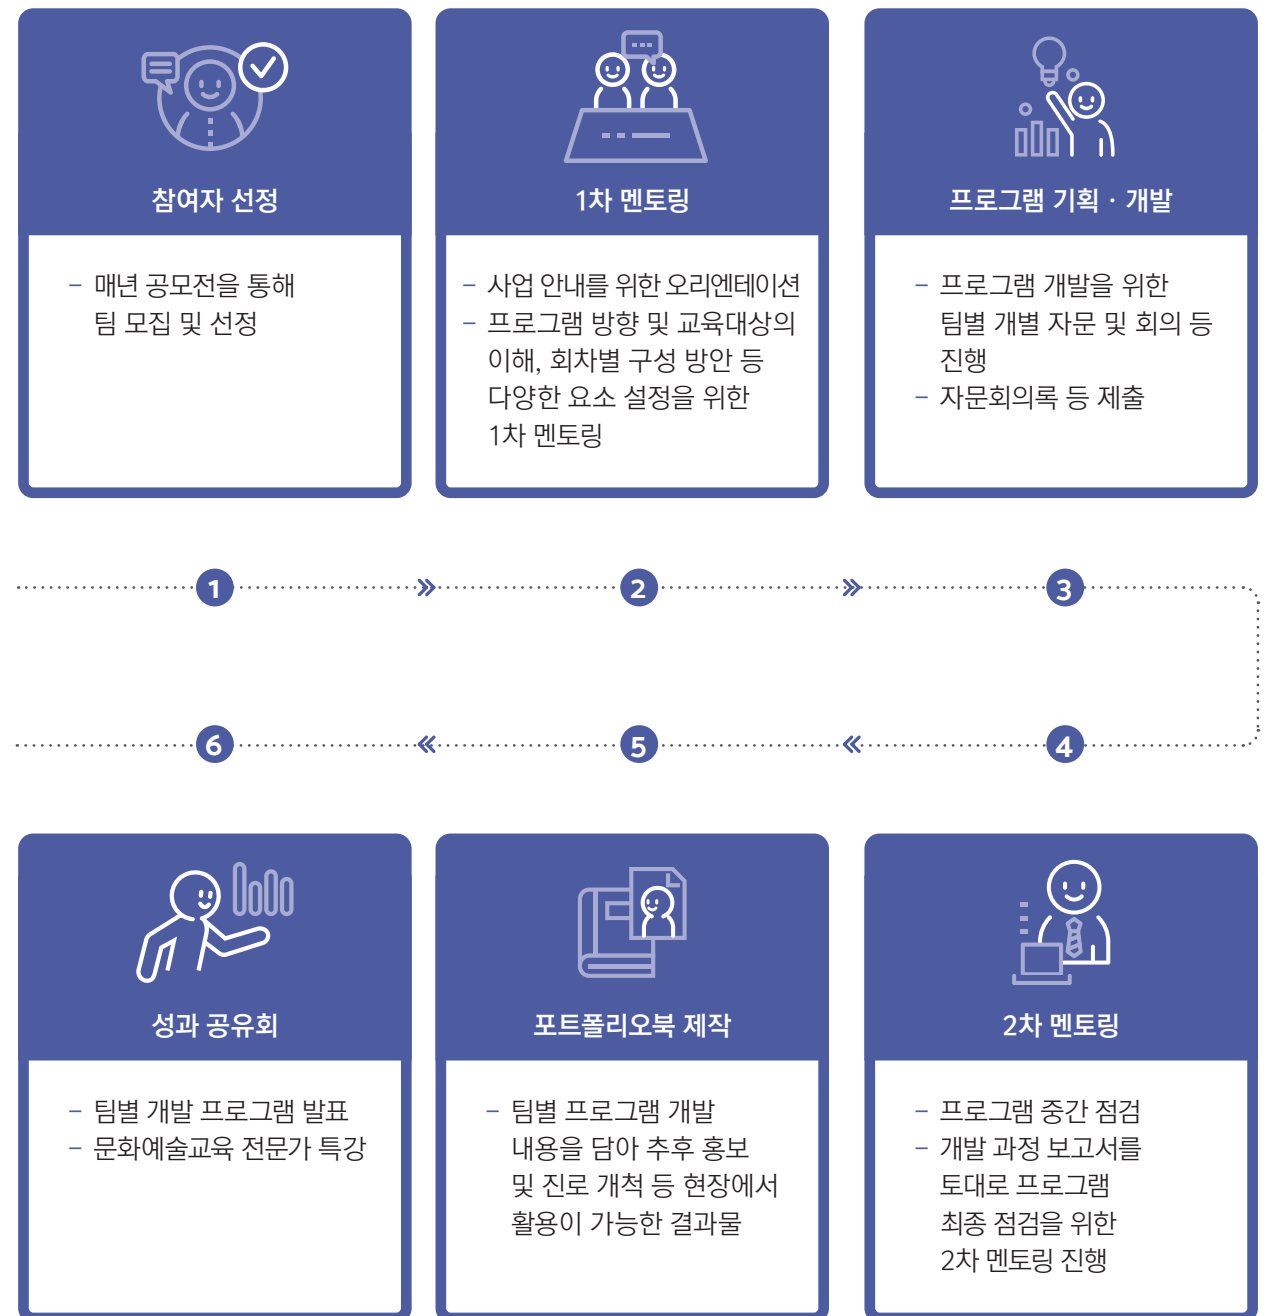 참여자 선정
– 매년 공모전을 통해
팀 모집 및 선정
1차 멘토링
– 사업 안내를 위한 오리엔테이션
– 프로그램 방향 및 교육대상의
이해, 회차별 구성 방안 등
다양한 요소 설정을 위한
1차 멘토링
프로그램 기획 · 개발
– 프로그램 개발을 위한
팀별 개별 자문 및 회의 등
진행
– 자문회의록 등 제출
1
2
3
4
5
6
2차 멘토링
– 프로그램 중간 점검
– 개발 과정 보고서를
토대로 프로그램
최종 점검을 위한
2차 멘토링 진행
포트폴리오북 제작
– 팀별 프로그램 개발
내용을 담아 추후 홍보
및 진로 개척 등 현장에서
활용이 가능한 결과물
성과 공유회
– 팀별 개발 프로그램 발표
– 문화예술교육 전문가 특강